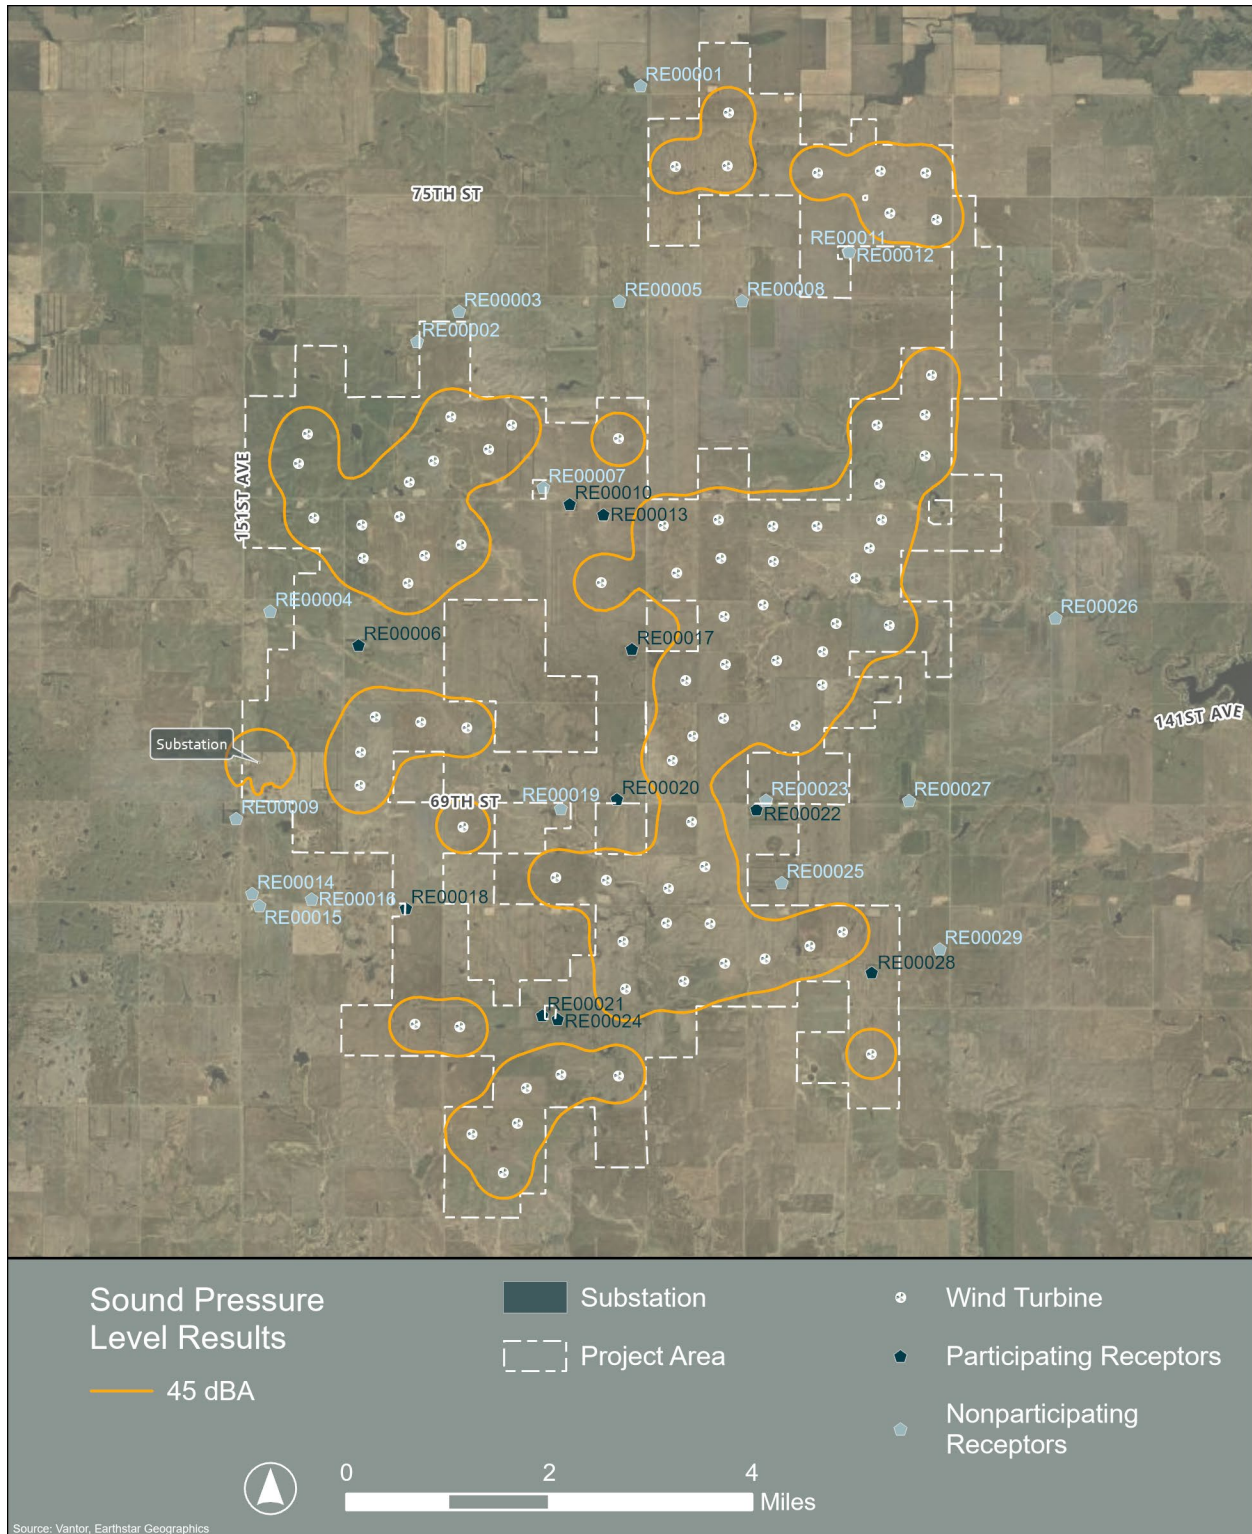 RE00001
75TH ST
RE00011
RE00012
RE00005
RE00008
RE00003
RE00002
151ST AVE
RE00007
RE00010
RE00013
RE00004
RE00026
RE00006
RE00017
141ST AVE
Substation
RE00020
RE00023
RE00027
69TH ST
RE00019
RE00009
RE00022
RE00025
RE00014
RE00016
RE00018
RE00015
RE00029
RE00028
RE00021
RE00024
Sound Pressure
Level Results
45 dBA
Substation
Project Area
Wind Turbine
Participating Receptors
Nonparticipating
Receptors
0 2 4
Miles
Source: Vantor, Earthstar Geographics